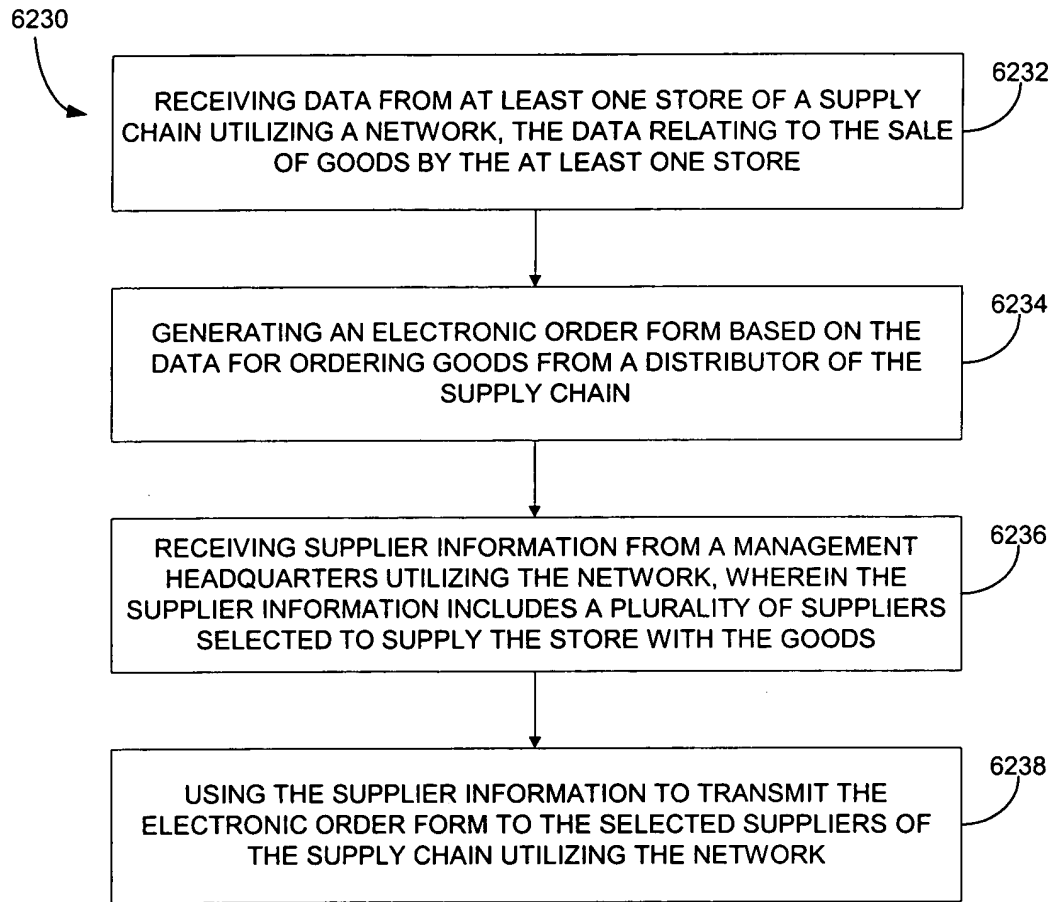 6230
6232
RECEIVING DATA FROM AT LEAST ONE STORE OF A SUPPLY
CHAIN UTILIZING A NETWORK, THE DATA RELATING TO THE SALE
OF GOODS BY THE AT LEAST ONE STORE
6234
GENERATING AN ELECTRONIC ORDER FORM BASED ON THE
DATA FOR ORDERING GOODS FROM A DISTRIBUTOR OF THE
SUPPLY CHAIN
6236
RECEIVING SUPPLIER INFORMATION FROM A MANAGEMENT
HEADQUARTERS UTILIZING THE NETWORK, WHEREIN THE
SUPPLIER INFORMATION INCLUDES A PLURALITY OF SUPPLIERS
SELECTED TO SUPPLY THE STORE WITH THE GOODS
6238
USING THE SUPPLIER INFORMATION TO TRANSMIT THE
ELECTRONIC ORDER FORM TO THE SELECTED SUPPLIERS OF
THE SUPPLY CHAIN UTILIZING THE NETWORK